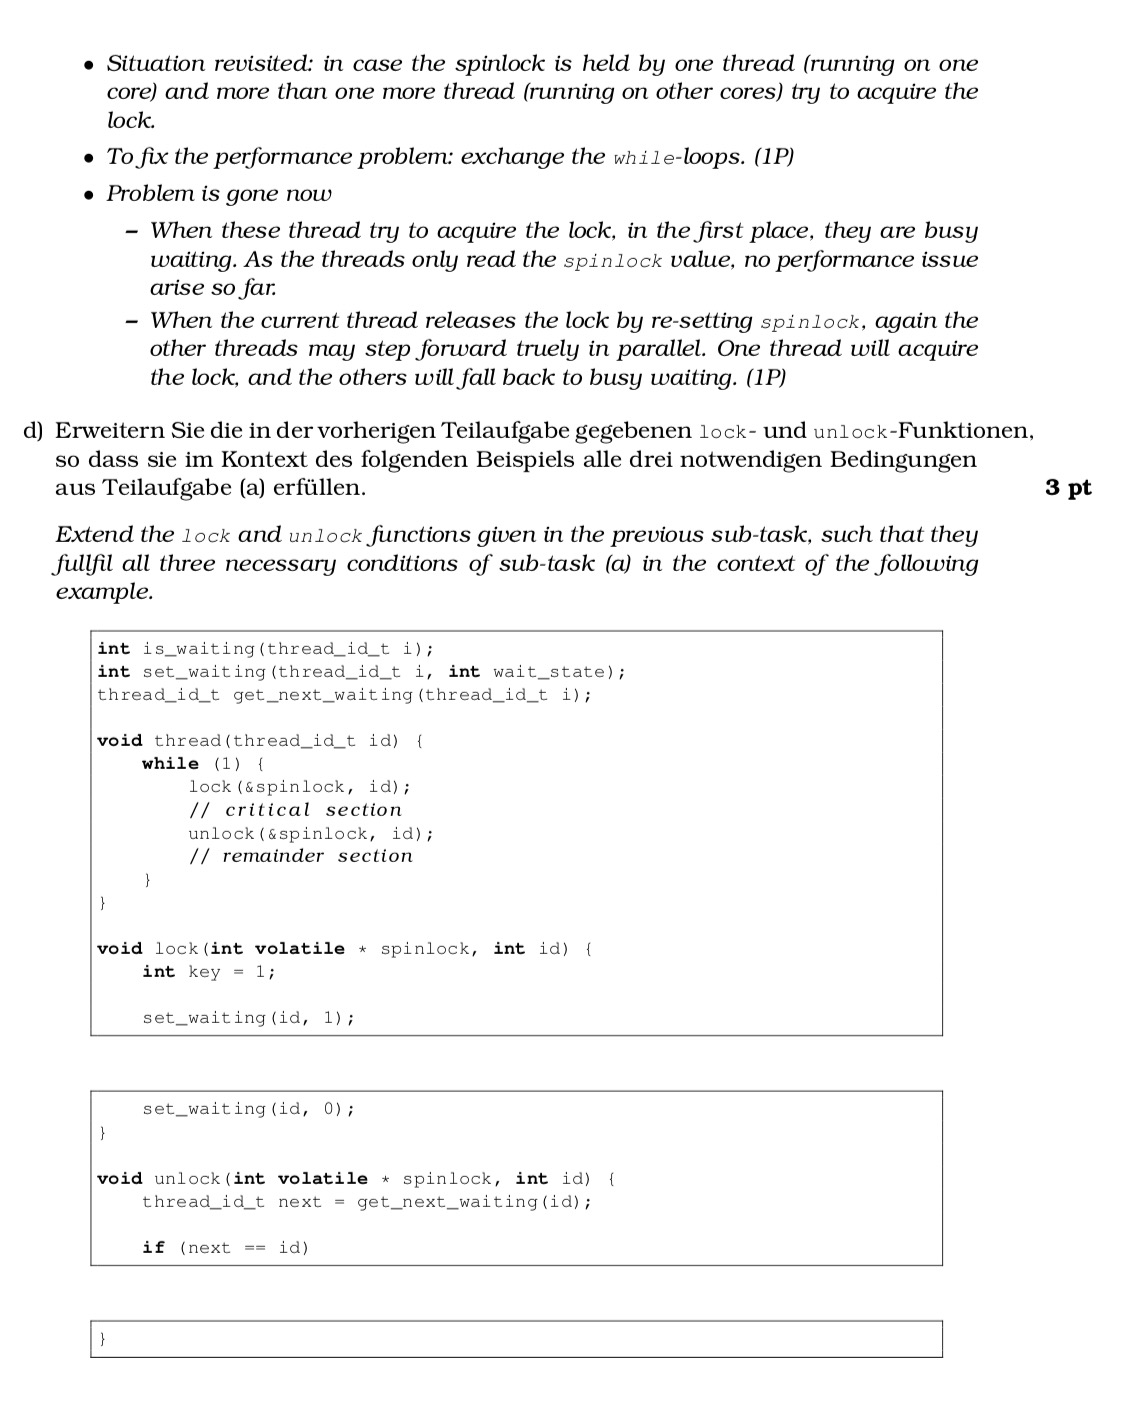 • Situation revisited: in case the spinlock is held by one thread (running on one
core) and more than one more thread (running on other cores) try to acquire the
lock.
• To fix the performance problem: exchange the while-loops. (1P)
• Problem is gone now
– When these thread try to acquire the lock, in the first place, they are busy
waiting. As the threads only read the spinlock value, no performance issue
arise so far.
– When the current thread releases the lock by re-setting spinlock, again the
other threads may step forward truely in parallel. One thread will acquire
the lock, and the others will fall back to busy waiting. (1P)
d) Erweitern Sie die in der vorherigen Teilaufgabe gegebenen lock- und unlock-Funktionen,
so dass sie im Kontext des folgenden Beispiels alle drei notwendigen Bedingungen
aus Teilaufgabe (a) erfüllen. 3 pt
Extend the lock and unlock functions given in the previous sub-task, such that they
fullfil all three necessary conditions of sub-task (a) in the context of the following
example.
int is_waiting(thread_id_t i);
int set_waiting(thread_id_t i, int wait_state);
thread_id_t get_next_waiting(thread_id_t i);
void thread(thread_id_t id) {
while (1) {
lock(&spinlock, id);
// critical section
unlock(&spinlock, id);
// remainder section
}
}
void lock(int volatile * spinlock, int id) {
int key = 1;
set_waiting(id, 1);
set_waiting(id, 0);
}
void unlock(int volatile * spinlock, int id) {
thread_id_t next = get_next_waiting(id);
if (next == id)
}